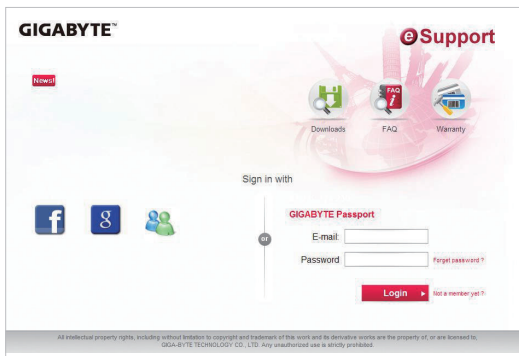 GIGABYTE™
eSupport
News!
FAQ
Downloads
FAQ
Warranty
Sign in with
GIGABYTE Passport
or
E-mail:
Password
Forget password ?
Login
Not a member yet ?
All intellectual property rights, including without limitation to copyright and trademark of this work and its derivative works are the property of, or are licensed to,
GIGA-BYTE TECHNOLOGY CO., LTD. Any unauthorized use is strictly prohibited.